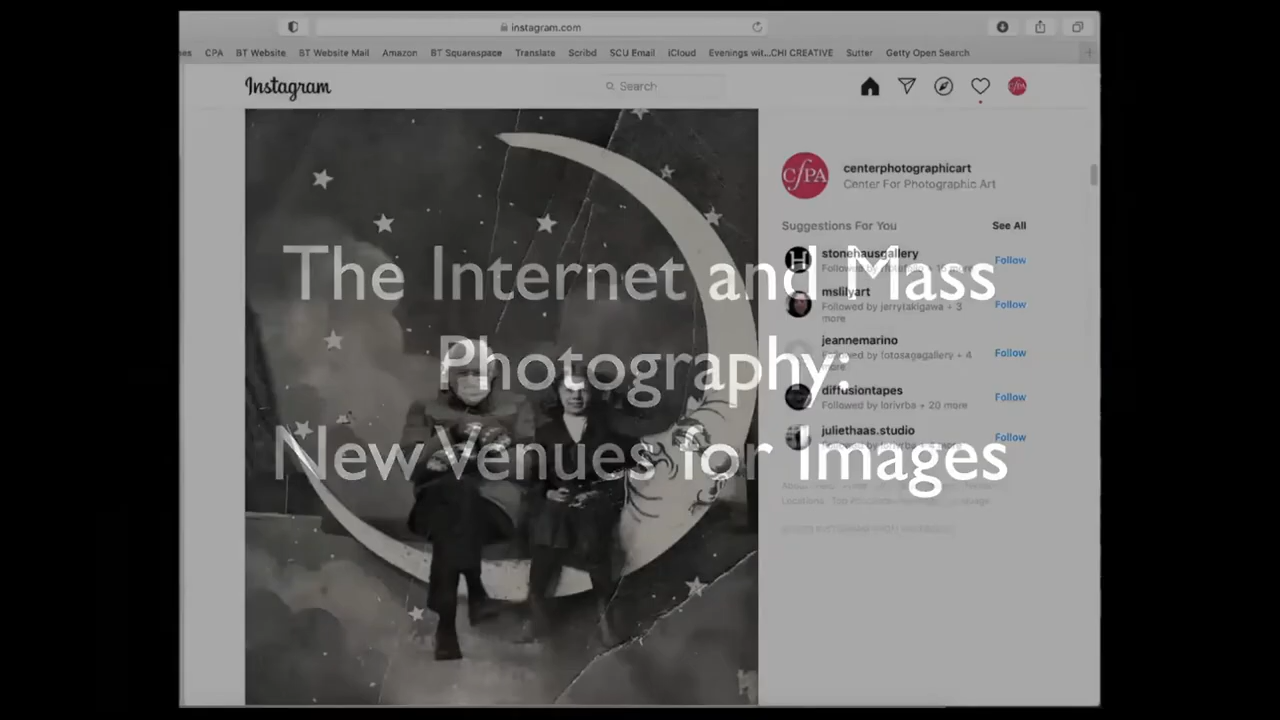 instagram.com
nes CPA BT Website BT Website Mail Amazon BT Squarespace Translate Scribd SCU Email iCloud Evenings wit...CHI CREATIVE Sutter Getty Open Search
Instagram
Search
CfPA
centerphotographicart
Center For Photographic Art
Suggestions For You See All
The Internet and Mass
Photography:
New Venues for Images
stonehausgallery
Follow
mslilyart
Followed by jerrytakigawa + 3
more
Follow
jeannemarino
Followed by fotosagagallery + 4
more
Follow
diffusiontapes
Followed by lorivrba + 20 more
Follow
juliethaas.studio
Follow